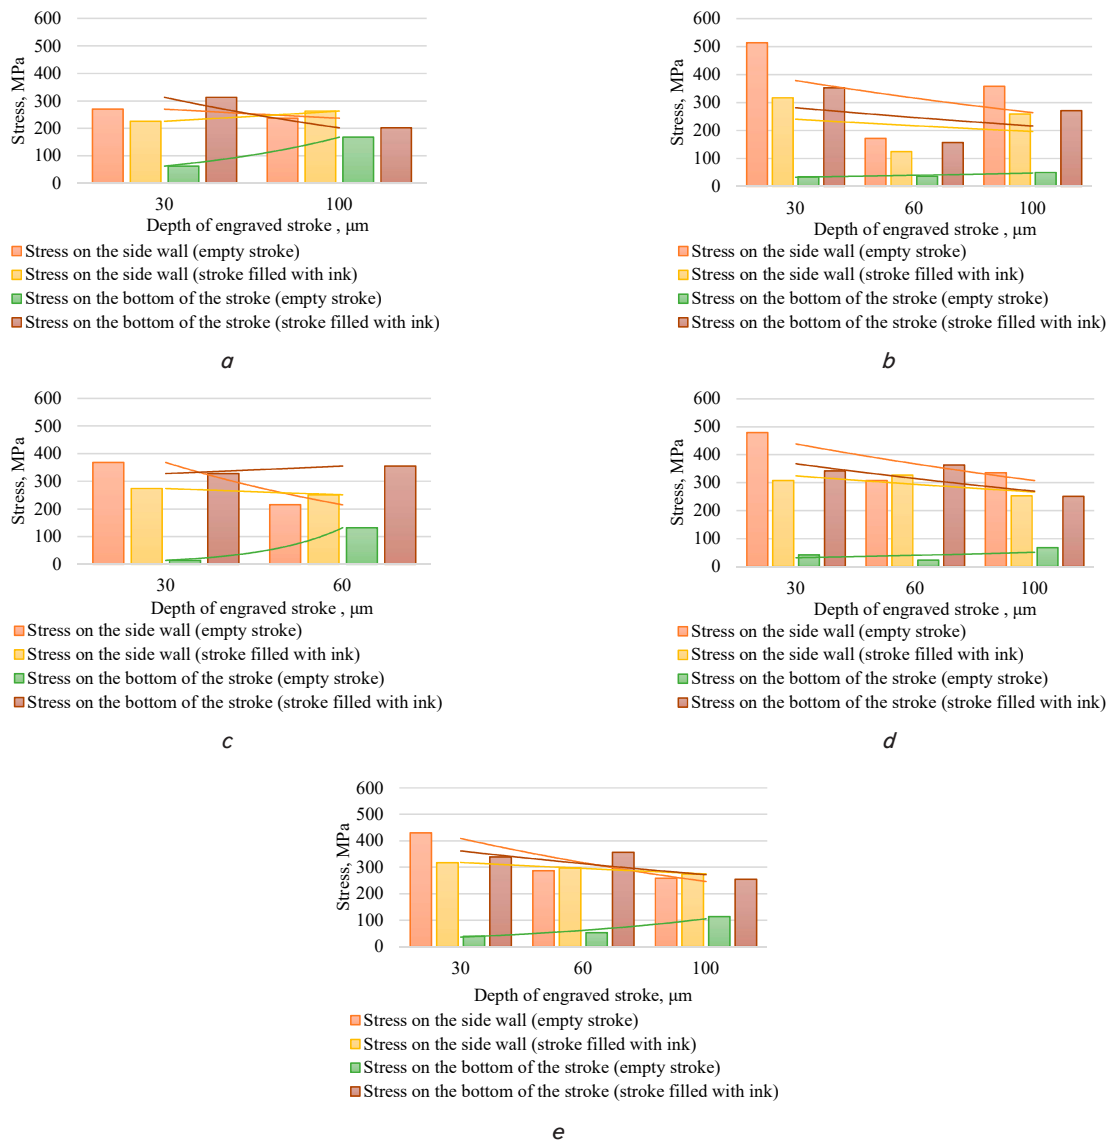 600
500
400
300
200
100
0
Stress, MPa
30 100
Depth of engraved stroke , μm
Stress on the side wall (empty stroke)
Stress on the side wall (stroke filled with ink)
Stress on the bottom of the stroke (empty stroke)
Stress on the bottom of the stroke (stroke filled with ink)
a
600
500
400
300
200
100
0
Stress, MPa
30 60 100
Depth of engraved stroke , μm
Stress on the side wall (empty stroke)
Stress on the side wall (stroke filled with ink)
Stress on the bottom of the stroke (empty stroke)
Stress on the bottom of the stroke (stroke filled with ink)
b
600
500
400
300
200
100
0
Stress, MPa
30 60
Depth of engraved stroke , μm
Stress on the side wall (empty stroke)
Stress on the side wall (stroke filled with ink)
Stress on the bottom of the stroke (empty stroke)
Stress on the bottom of the stroke (stroke filled with ink)
c
600
500
400
300
200
100
0
Stress, MPa
30 60 100
Depth of engraved stroke , μm
Stress on the side wall (empty stroke)
Stress on the side wall (stroke filled with ink)
Stress on the bottom of the stroke (empty stroke)
Stress on the bottom of the stroke (stroke filled with ink)
d
600
500
400
300
200
100
0
Stress, MPa
30 60 100
Depth of engraved stroke, μm
Stress on the side wall (empty stroke)
Stress on the side wall (stroke filled with ink)
Stress on the bottom of the stroke (empty stroke)
Stress on the bottom of the stroke (stroke filled with ink)
e